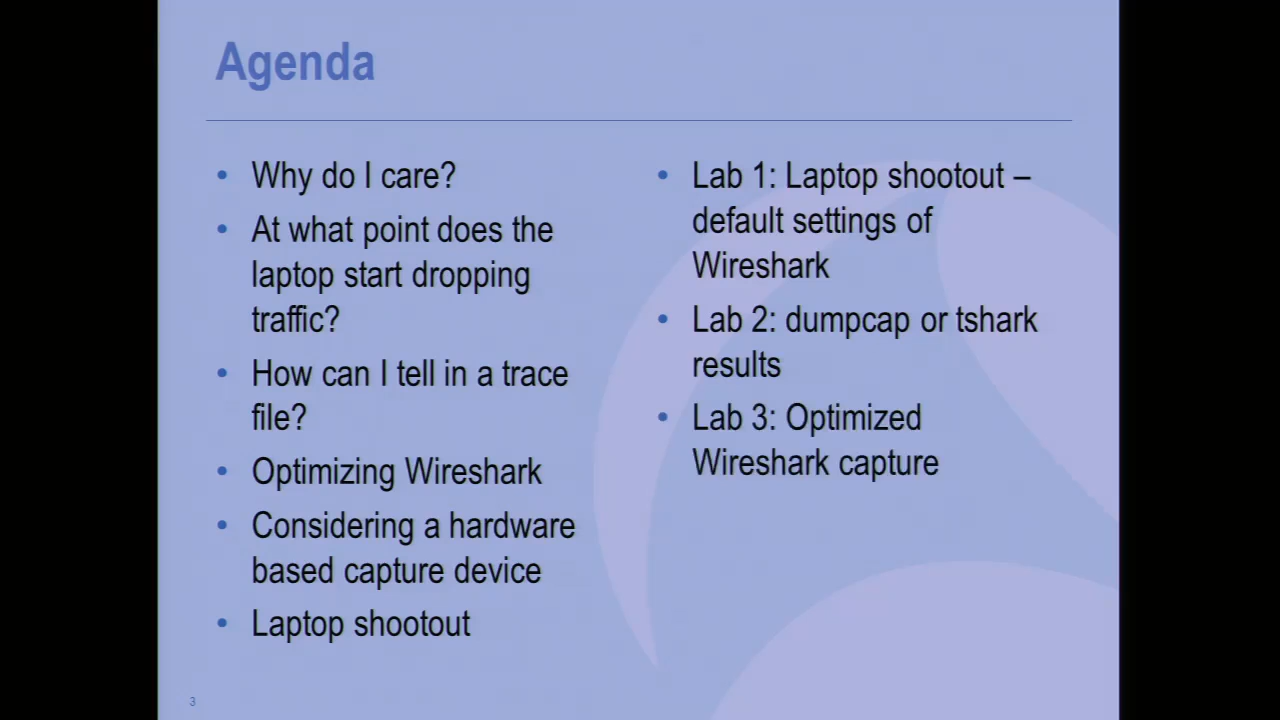 Agenda
• Why do I care?
• At what point does the
laptop start dropping
traffic?
• How can I tell in a trace
file?
• Optimizing Wireshark
• Considering a hardware
based capture device
• Laptop shootout
• Lab 1: Laptop shootout –
default settings of
Wireshark
• Lab 2: dumpcap or tshark
results
• Lab 3: Optimized
Wireshark capture
3